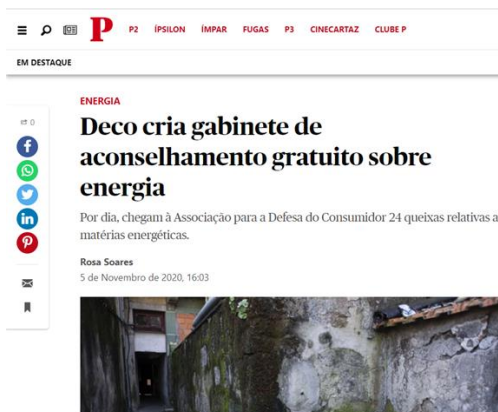 P P2 ÍPSILON ÍMPAR FUGAS P3 CINECARTAZ CLUBE P
EM DESTAQUE
ENERGIA
0
Deco cria gabinete de
aconselhamento gratuito sobre
energia
Por dia, chegam à Associação para a Defesa do Consumidor 24 queixas relativas a
matérias energéticas.
Rosa Soares
5 de Novembro de 2020, 16:03